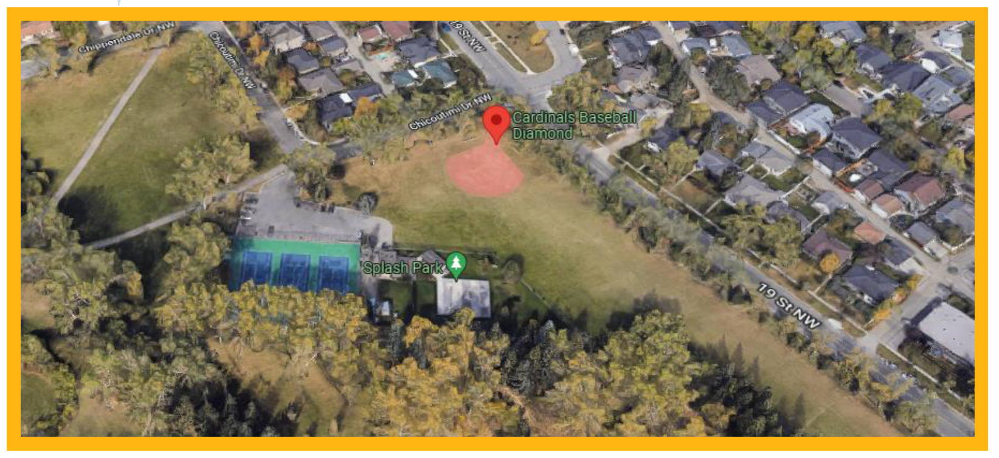 T
Chippendale Dr NW
Chicoutimi Dr NW
19 St NW
Chicoutimi Dr NW
Cardinals Baseball
Diamond
Splash Park
19 St NW